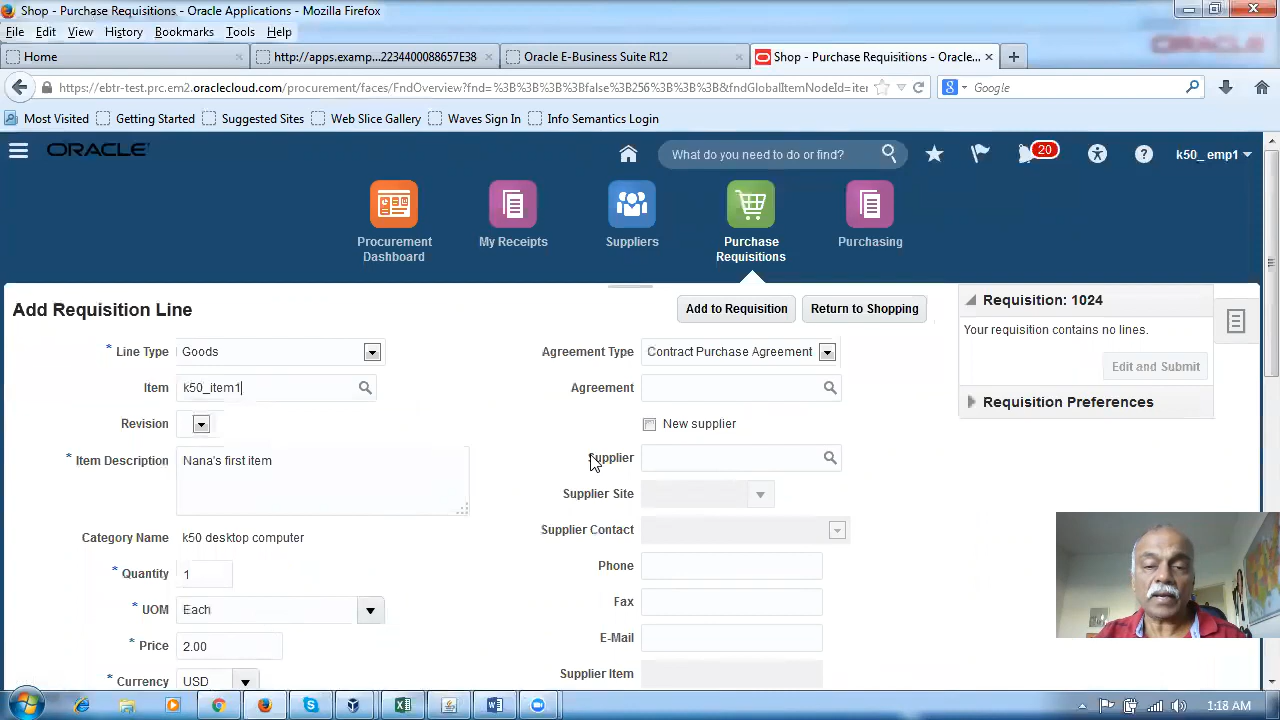 Shop - Purchase Requisitions - Oracle Applications - Mozilla Firefox
File Edit View History Bookmarks Tools Help
Home
http://apps.examp...2234400088657E38
Oracle E-Business Suite R12
Shop - Purchase Requisitions - Oracle...
https://ebtr-test.prc.em2.oraclecloud.com/procurement/faces/FndOverview?fnd=%3B%3B%3B%3Bfalse%3B256%3B%3B%3B&fndGlobalItemNodeId=iter
Google
Most Visited Getting Started Suggested Sites Web Slice Gallery Waves Sign In Info Semantics Connection
ORACLE
What do you need to do or find?
20
k50_ emp1
Procurement Dashboard
My Receipts
Suppliers
Purchase Requisitions
Purchasing
Add Requisition Line
Add to Requisition
Return to Shopping
* Line Type Goods
Item k50_item1
Revision
* Item Description Nana's first item
Category Name k50 desktop computer
* Quantity 1
* UOM Each
* Price 2.00
* Currency USD
Agreement Type Contract Purchase Agreement
Agreement
New supplier
Supplier
Supplier Site
Supplier Contact
Phone
Fax
E-Mail
Supplier Item
Requisition: 1024
Your requisition contains no lines.
Edit and Submit
Requisition Preferences
1:18 AM